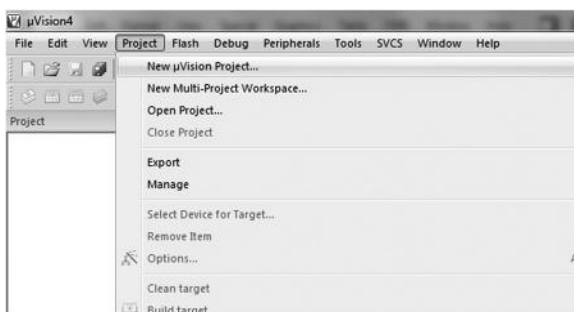 µVision4
File Edit View Project Flash Debug Peripherals Tools SVCS Window Help
New µVision Project...
New Multi-Project Workspace...
Project
Open Project...
Close Project
Export
Manage
Select Device for Target...
Remove Item
Options...
Clean target
Build target